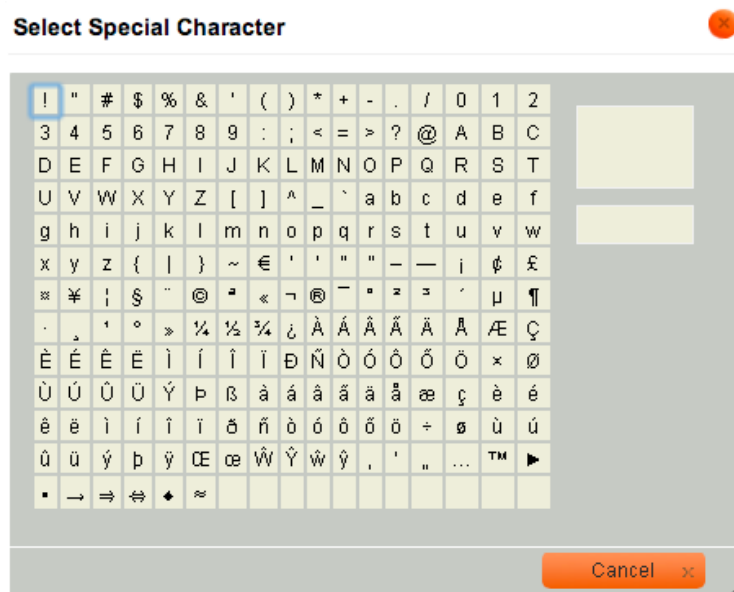 Select Special Character
! " # $ % & ' ( ) * + - . / 0 1 2
3 4 5 6 7 8 9 : ; < = > ? @ A B C
D E F G H I J K L M N O P Q R S T
U V W X Y Z [ ] ^ _ ` a b c d e f
g h i j k l m n o p q r s t u v w
x y z { | } ~ € ‘ ’ “ ” – — ¡ ¢ £
¤ ¥ ¦ § ¨ © ª « ¬ ® ¯ ° ² ³ ´ µ ¶
· ¸ ¹ º » ¼ ½ ¾ ¿ À Á Â Ã Ä Å Æ Ç
È É Ê Ë Ì Í Î Ï Ð Ñ Ò Ó Ô Õ Ö × Ø
Ù Ú Û Ü Ý Þ ß à á â ã ä å æ ç è é
ê ë ì í î ï ð ñ ò ó ô õ ö ÷ ø ù ú
û ü ý þ ÿ Œ œ Ŵ Ŷ ŵ ŷ ‚ ‛ „ … ™ ►
▪ → ⇒ ⇔ ♦ ≈
Cancel